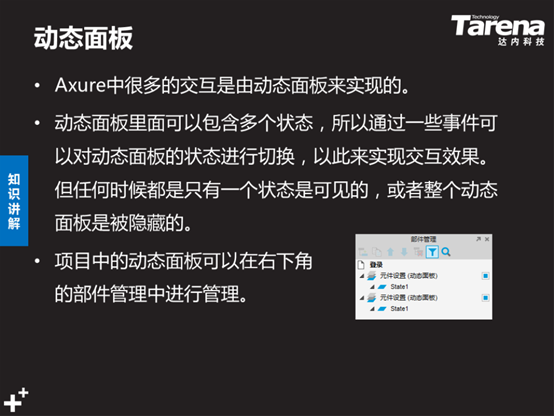 动态面板
Technology
Tarena
达内科技
• Axure中很多的交互是由动态面板来实现的。
• 动态面板里面可以包含多个状态，所以通过一些事件可
以对动态面板的状态进行切换，以此来实现交互效果。
但任何时候都是只有一个状态是可见的，或者整个动态
面板是被隐藏的。
知识讲解
• 项目中的动态面板可以在右下角
的部件管理中进行管理。
部件管理
登录
元件设置 (动态面板)
State1
元件设置 (动态面板)
State1